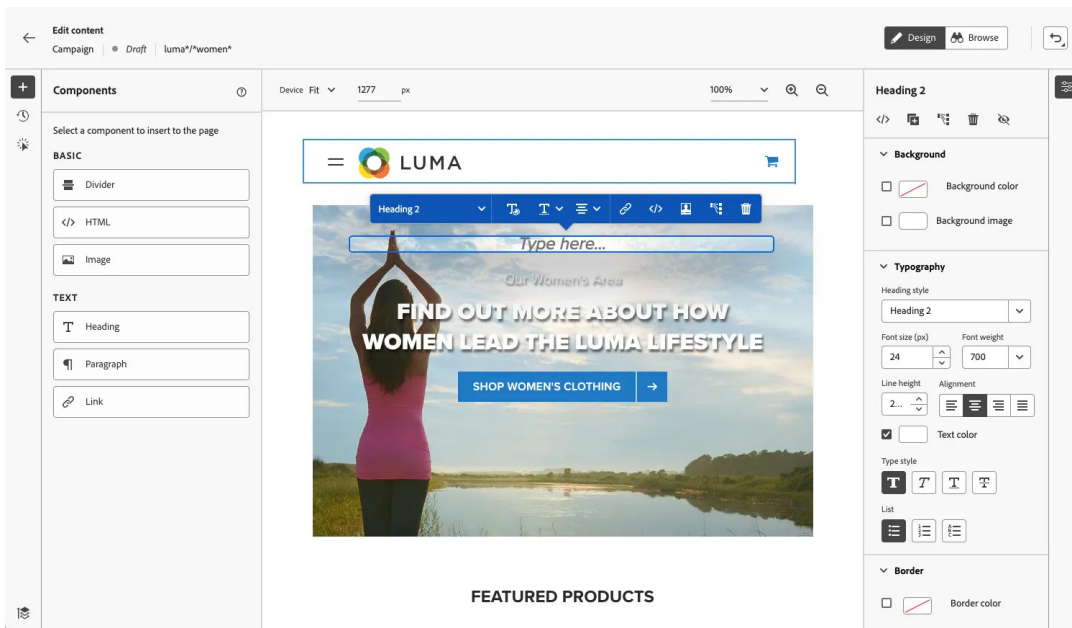 Edit content
Campaign Draft luma*/*women*
Design Browse
Components
Device Fit 1277 px 100%
Heading 2
Select a component to insert to the page
BASIC
Divider
HTML
Image
TEXT
Heading
Paragraph
Link
LUMA
Heading 2
Type here...
Our Women's Area
FIND OUT MORE ABOUT HOW
WOMEN LEAD THE LUMA LIFESTYLE
SHOP WOMEN'S CLOTHING
FEATURED PRODUCTS
Background
Background color
Background image
Typography
Heading style
Heading 2
Font size (px) Font weight
24 700
Line height Alignment
2...
Text color
Type style
List
Border
Border color